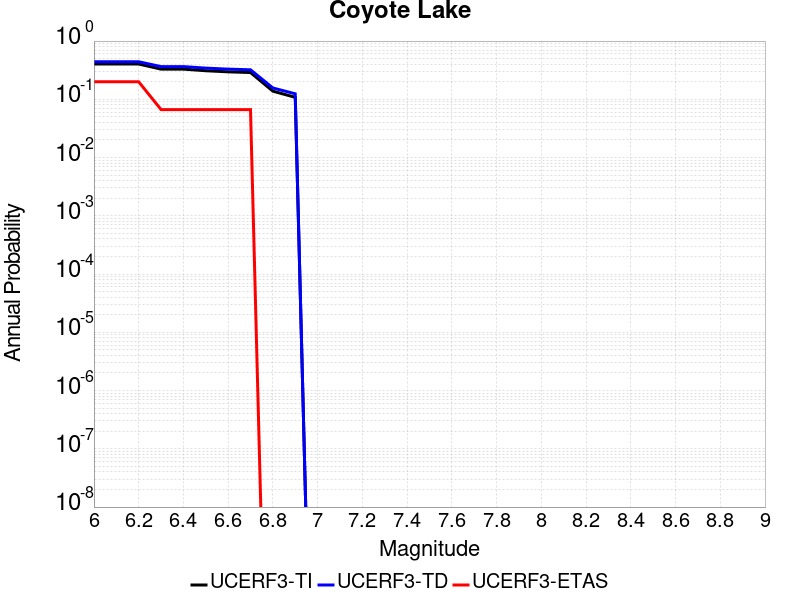 Coyote Lake
10^0
10^-1
10^-2
10^-3
10^-4
10^-5
10^-6
10^-7
10^-8
Annual Probability
6 6.2 6.4 6.6 6.8 7 7.2 7.4 7.6 7.8 8 8.2 8.4 8.6 8.8 9
Magnitude
UCERF3-TI UCERF3-TD UCERF3-ETAS